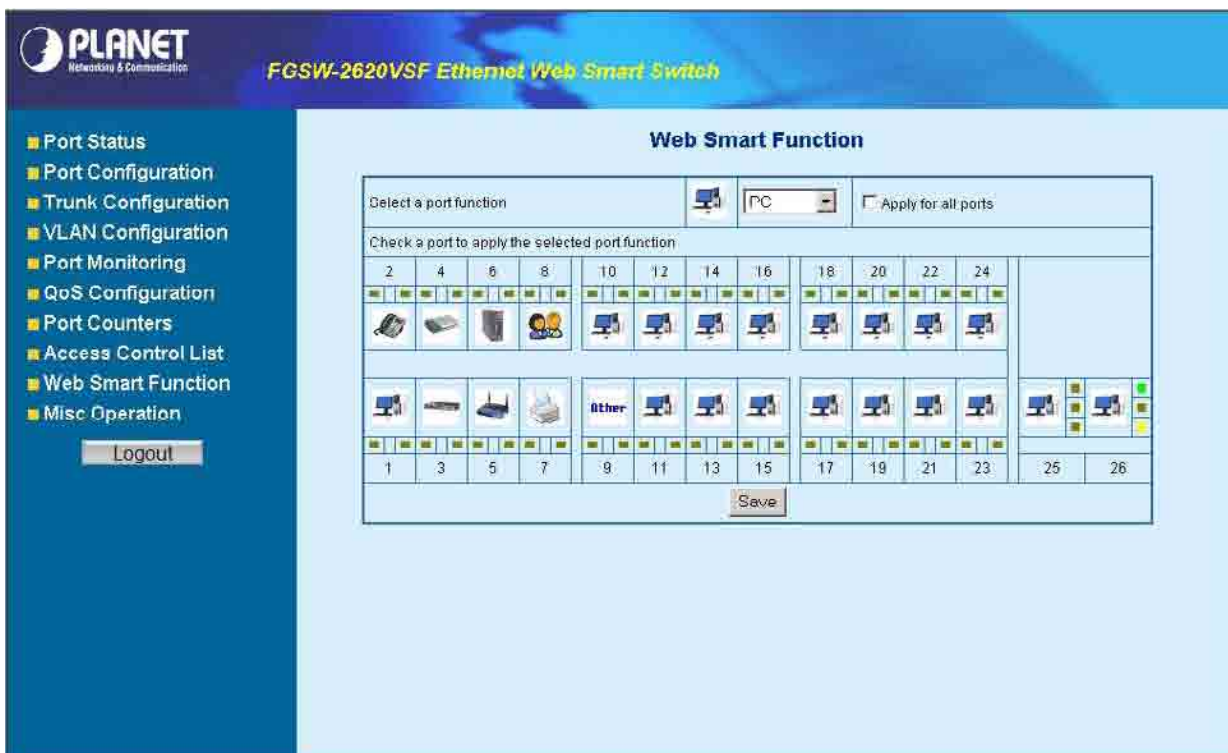 PLANET
Networking & Communication
FGSW-2620VSF Ethernet Web Smart Switch
Port Status
Port Configuration
Trunk Configuration
VLAN Configuration
Port Monitoring
QoS Configuration
Port Counters
Access Control List
Web Smart Function
Misc Operation
Logout
Web Smart Function
Select a port function PC Apply for all ports
Check a port to apply the selected port function
2 4 6 8 10 12 14 16 18 20 22 24
Other
1 3 5 7 9 11 13 15 17 19 21 23 25 26
Save